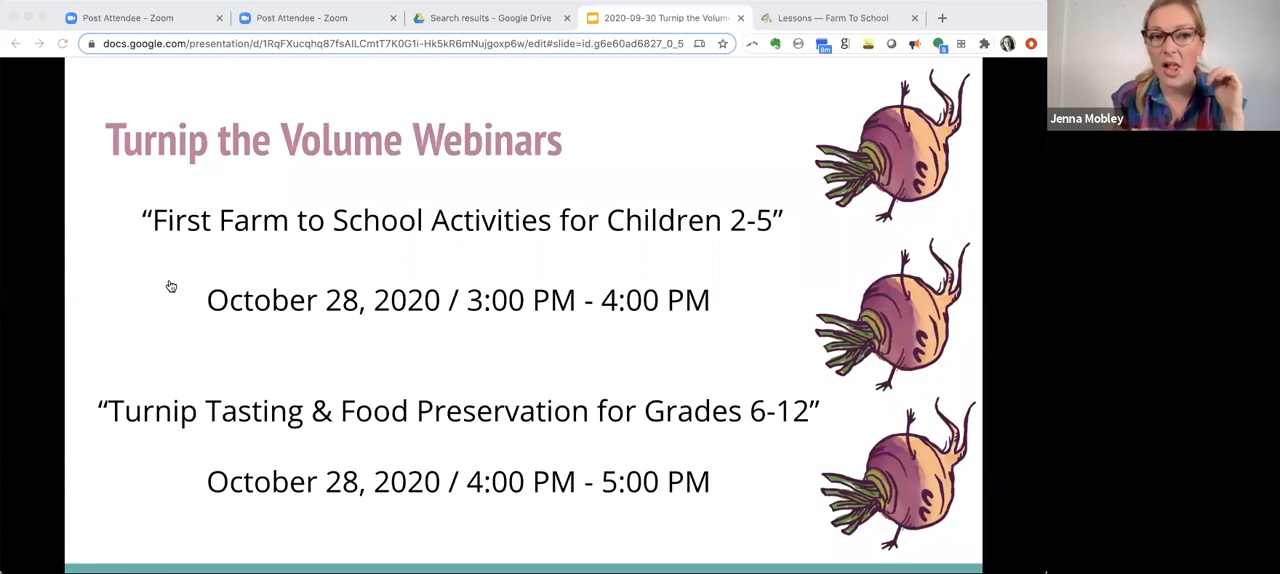 Post Attendee - Zoom
Post Attendee - Zoom
Search results - Google Drive
2020-09-30 Turnip the Volum
Lessons — Farm To School
docs.google.com/presentation/d/1RqFXucqhq87fsAILCmtT7K0G1i-Hk5kR6mNujgoxp6w/edit#slide=id.g6e60ad6827_0_5
8m
8
Jenna Mobley
Turnip the Volume Webinars
“First Farm to School Activities for Children 2-5”
October 28, 2020 / 3:00 PM - 4:00 PM
“Turnip Tasting & Food Preservation for Grades 6-12”
October 28, 2020 / 4:00 PM - 5:00 PM